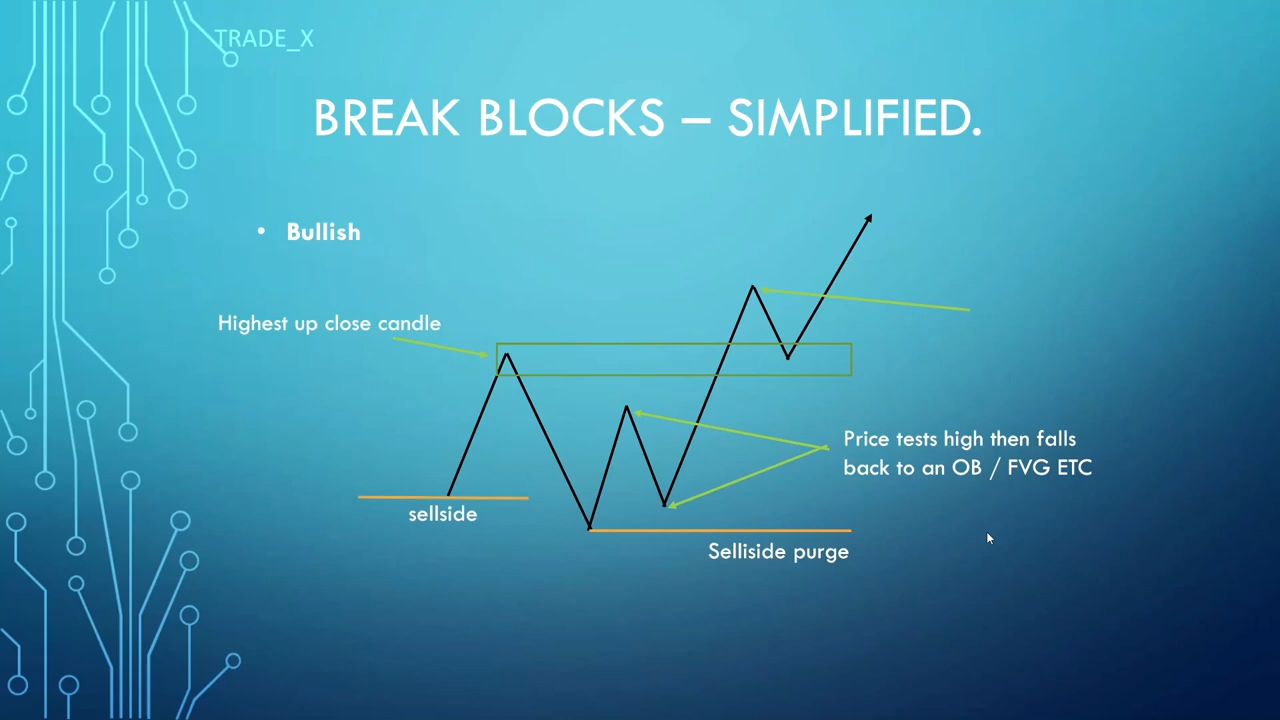 TRADE_X
BREAK BLOCKS – SIMPLIFIED.
• Bullish
Highest up close candle
Price tests high then falls
back to an OB / FVG ETC
sellside
Selliside purge